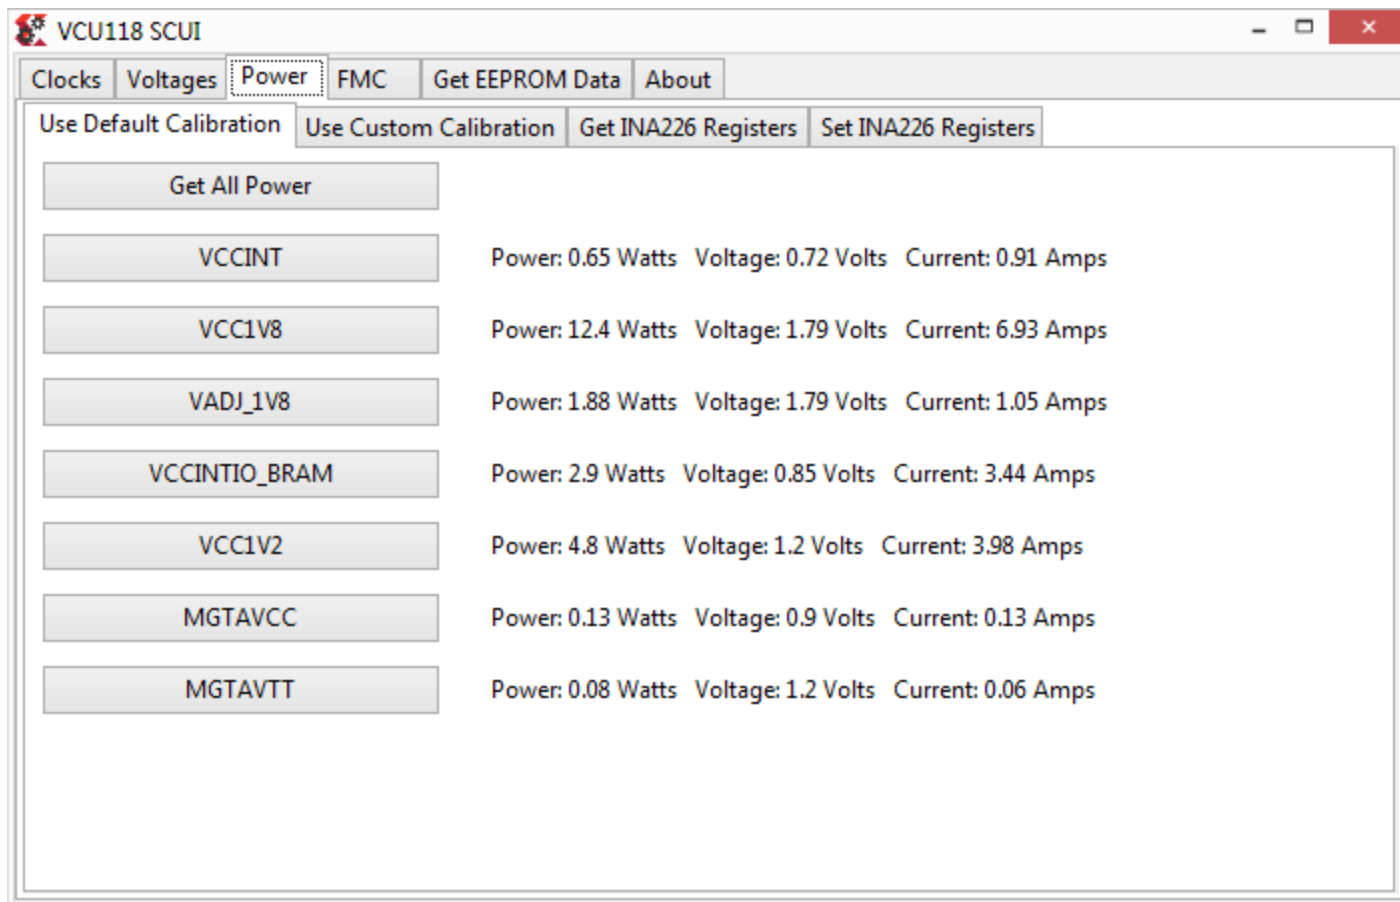 VCU118 SCUI
Clocks Voltages Power FMC Get EEPROM Data About
Use Default Calibration Use Custom Calibration Get INA226 Registers Set INA226 Registers
Get All Power
VCCINT Power: 0.65 Watts Voltage: 0.72 Volts Current: 0.91 Amps
VCC1V8 Power: 12.4 Watts Voltage: 1.79 Volts Current: 6.93 Amps
VADJ_1V8 Power: 1.88 Watts Voltage: 1.79 Volts Current: 1.05 Amps
VCCINTIO_BRAM Power: 2.9 Watts Voltage: 0.85 Volts Current: 3.44 Amps
VCC1V2 Power: 4.8 Watts Voltage: 1.2 Volts Current: 3.98 Amps
MGTAVCC Power: 0.13 Watts Voltage: 0.9 Volts Current: 0.13 Amps
MGTAVTT Power: 0.08 Watts Voltage: 1.2 Volts Current: 0.06 Amps